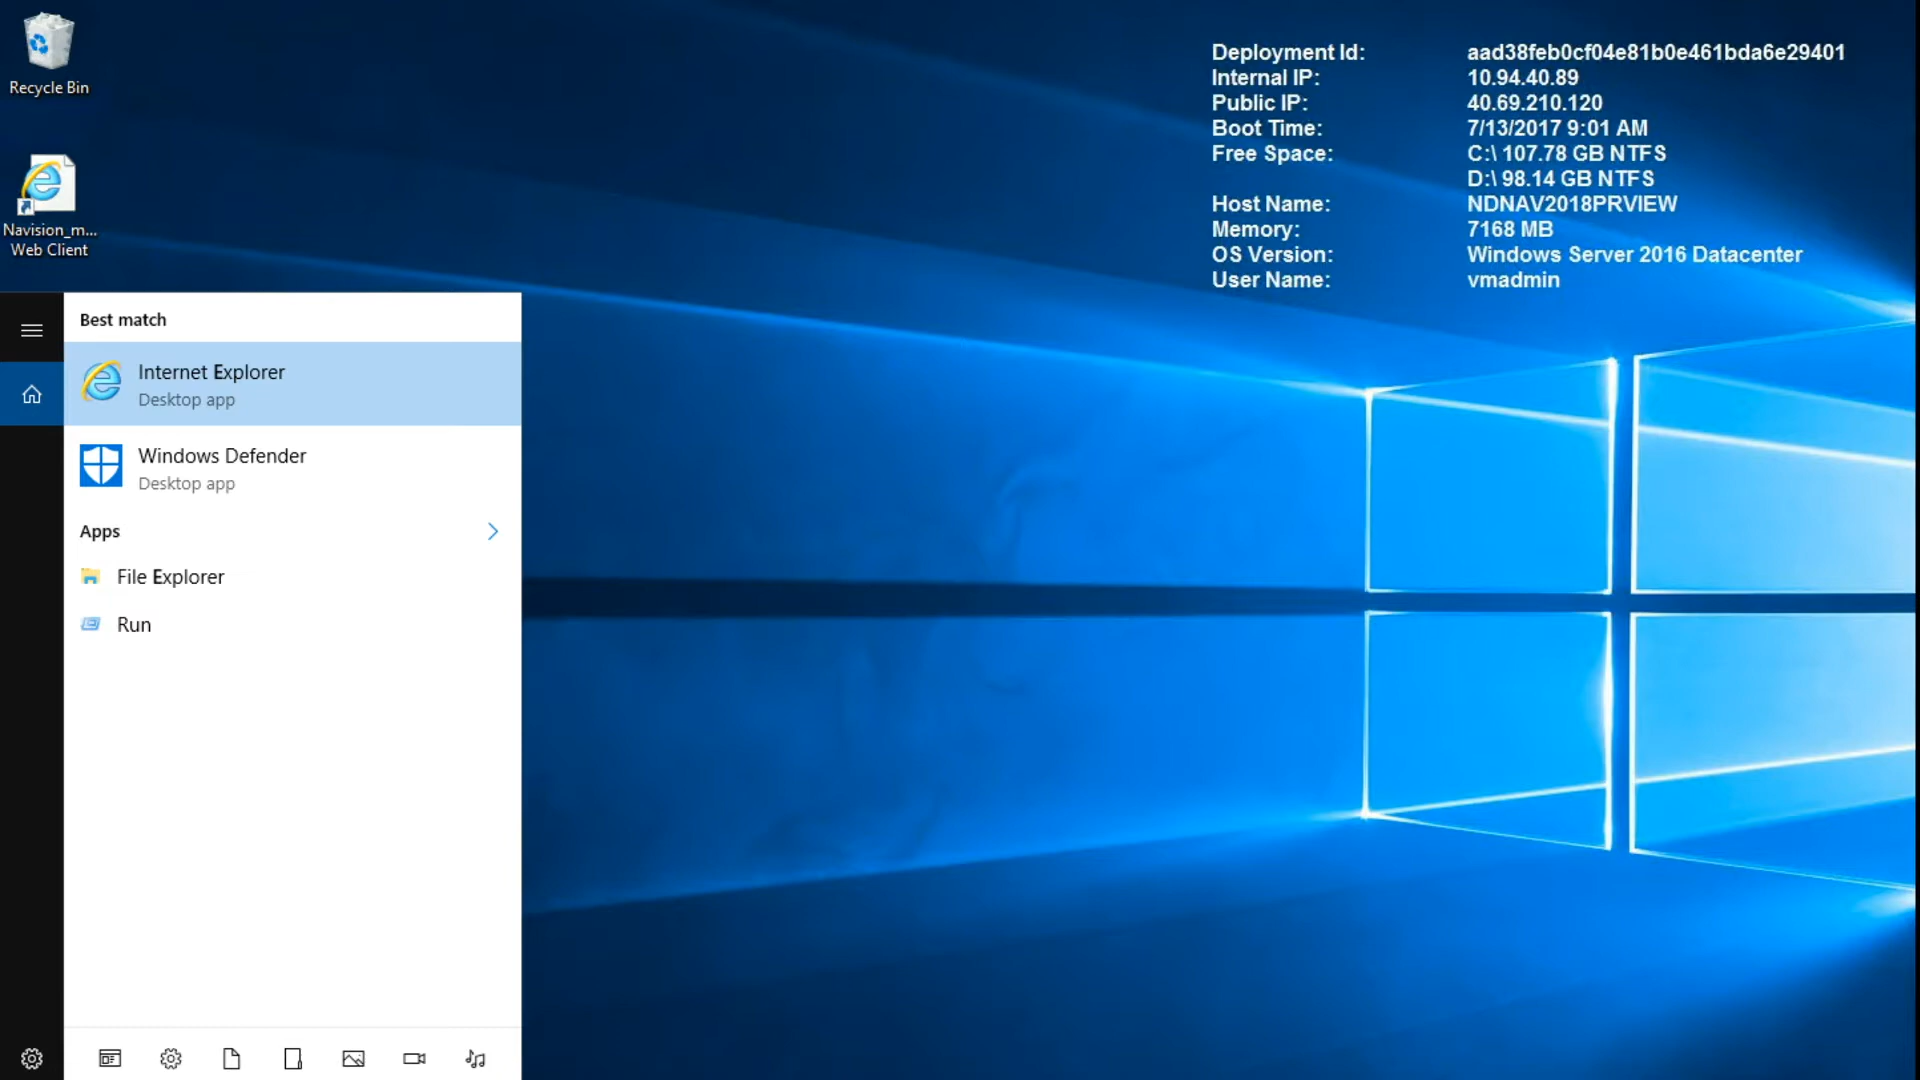 Recycle Bin
Navision_m...
Web Client
Deployment Id: aad38feb0cf04e81b0e461bda6e29401
Internal IP: 10.94.40.89
Public IP: 40.69.210.120
Boot Time: 7/13/2017 9:01 AM
Free Space: C:\ 107.78 GB NTFS
D:\ 98.14 GB NTFS
Host Name: NDNAV2018PRVIEW
Memory: 7168 MB
OS Version: Windows Server 2016 Datacenter
User Name: vmadmin
Best match
Internet Explorer
Desktop app
Windows Defender
Desktop app
Apps
File Explorer
Run